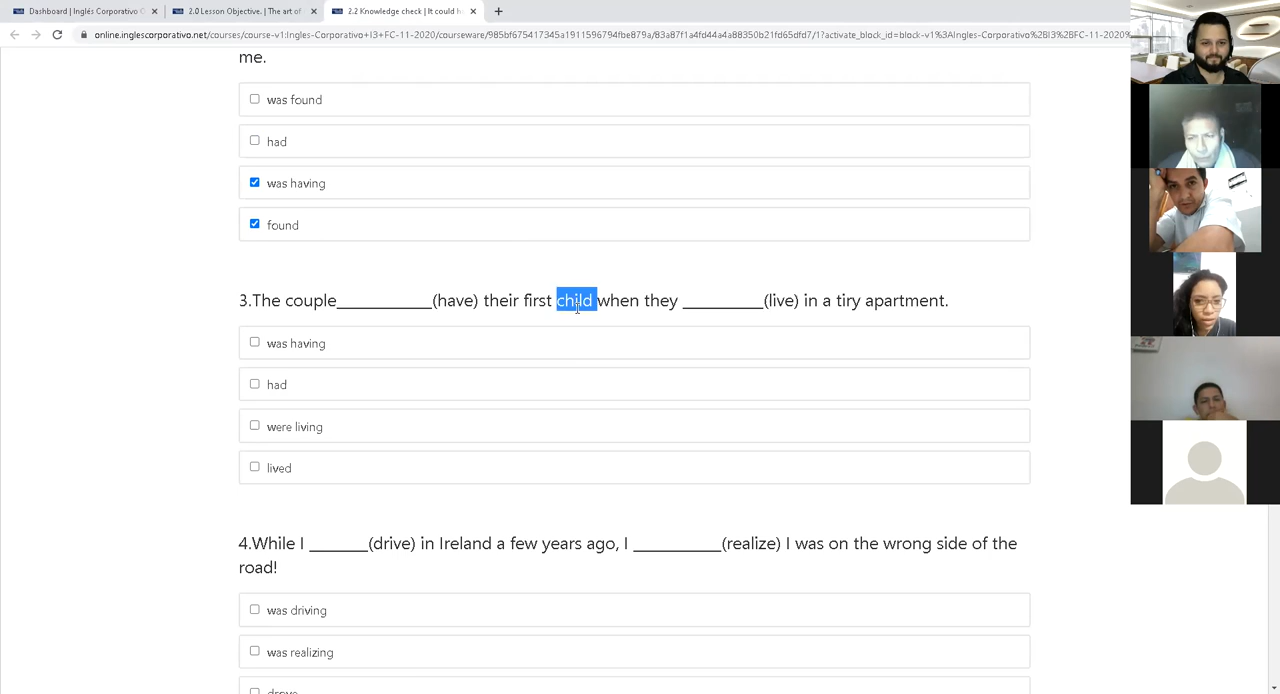 Dashboard | Inglés Corporativo
2.0 Lesson Objective. | The art of
2.2 Knowledge check | It could h
me.
was found
had
was having
found
3.The couple___________(have) their first child when they _________(live) in a tiry apartment.
was having
had
were living
lived
4.While I _______(drive) in Ireland a few years ago, I __________(realize) I was on the wrong side of the
road!
was driving
was realizing
drove